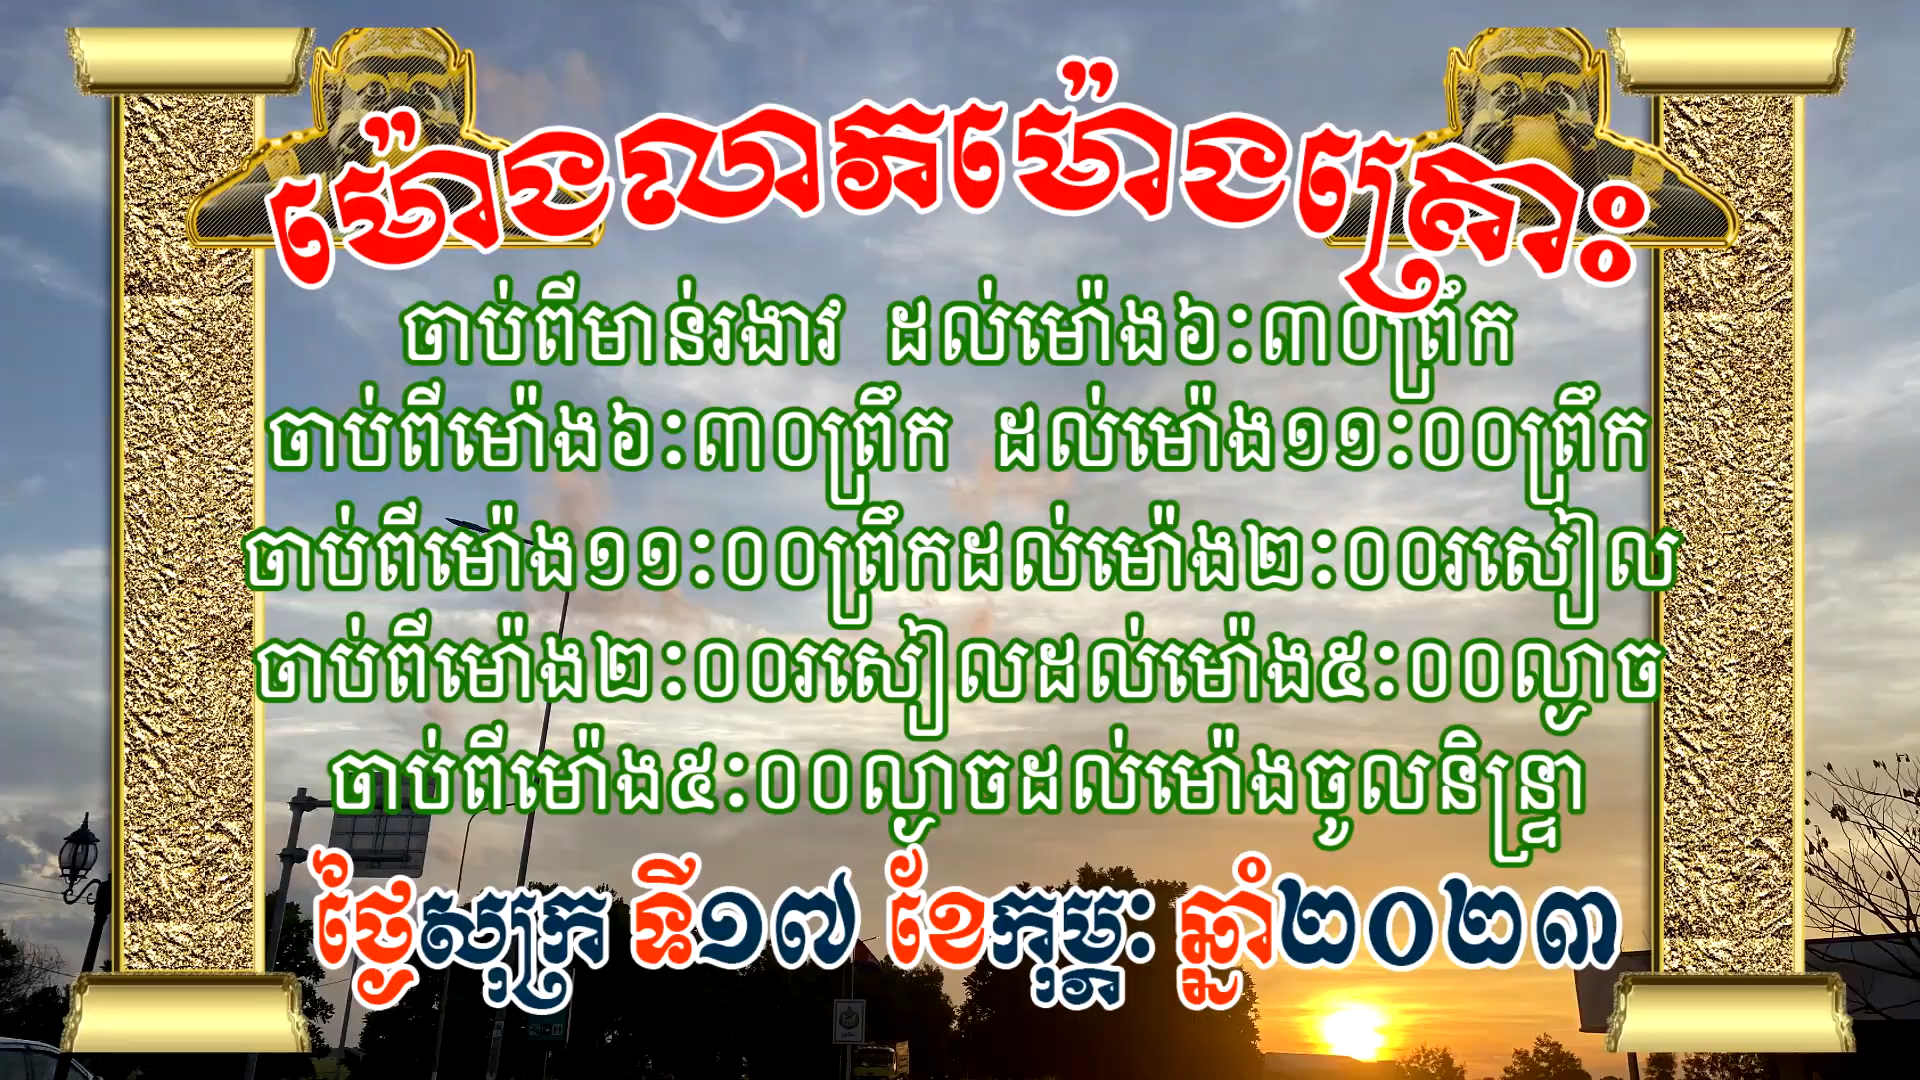 ម៉ោងលាភម៉ោងគ្រោះ
ចាប់ពីមាន់រងាវ ដល់ម៉ោង៦:៣០ព្រឹក
ចាប់ពីម៉ោង៦:៣០ព្រឹក ដល់ម៉ោង១១:០០ព្រឹក
ចាប់ពីម៉ោង១១:០០ព្រឹកដល់ម៉ោង២:០០រសៀល
ចាប់ពីម៉ោង២:០០រសៀលដល់ម៉ោង៥:០០ល្ងាច
ចាប់ពីម៉ោង៥:០០ល្ងាចដល់ម៉ោងចូលនិន្ទ្រា
ថ្ងៃសុក្រ ទី១៧ ខែកុម្ភៈ ឆ្នាំ២០២៣